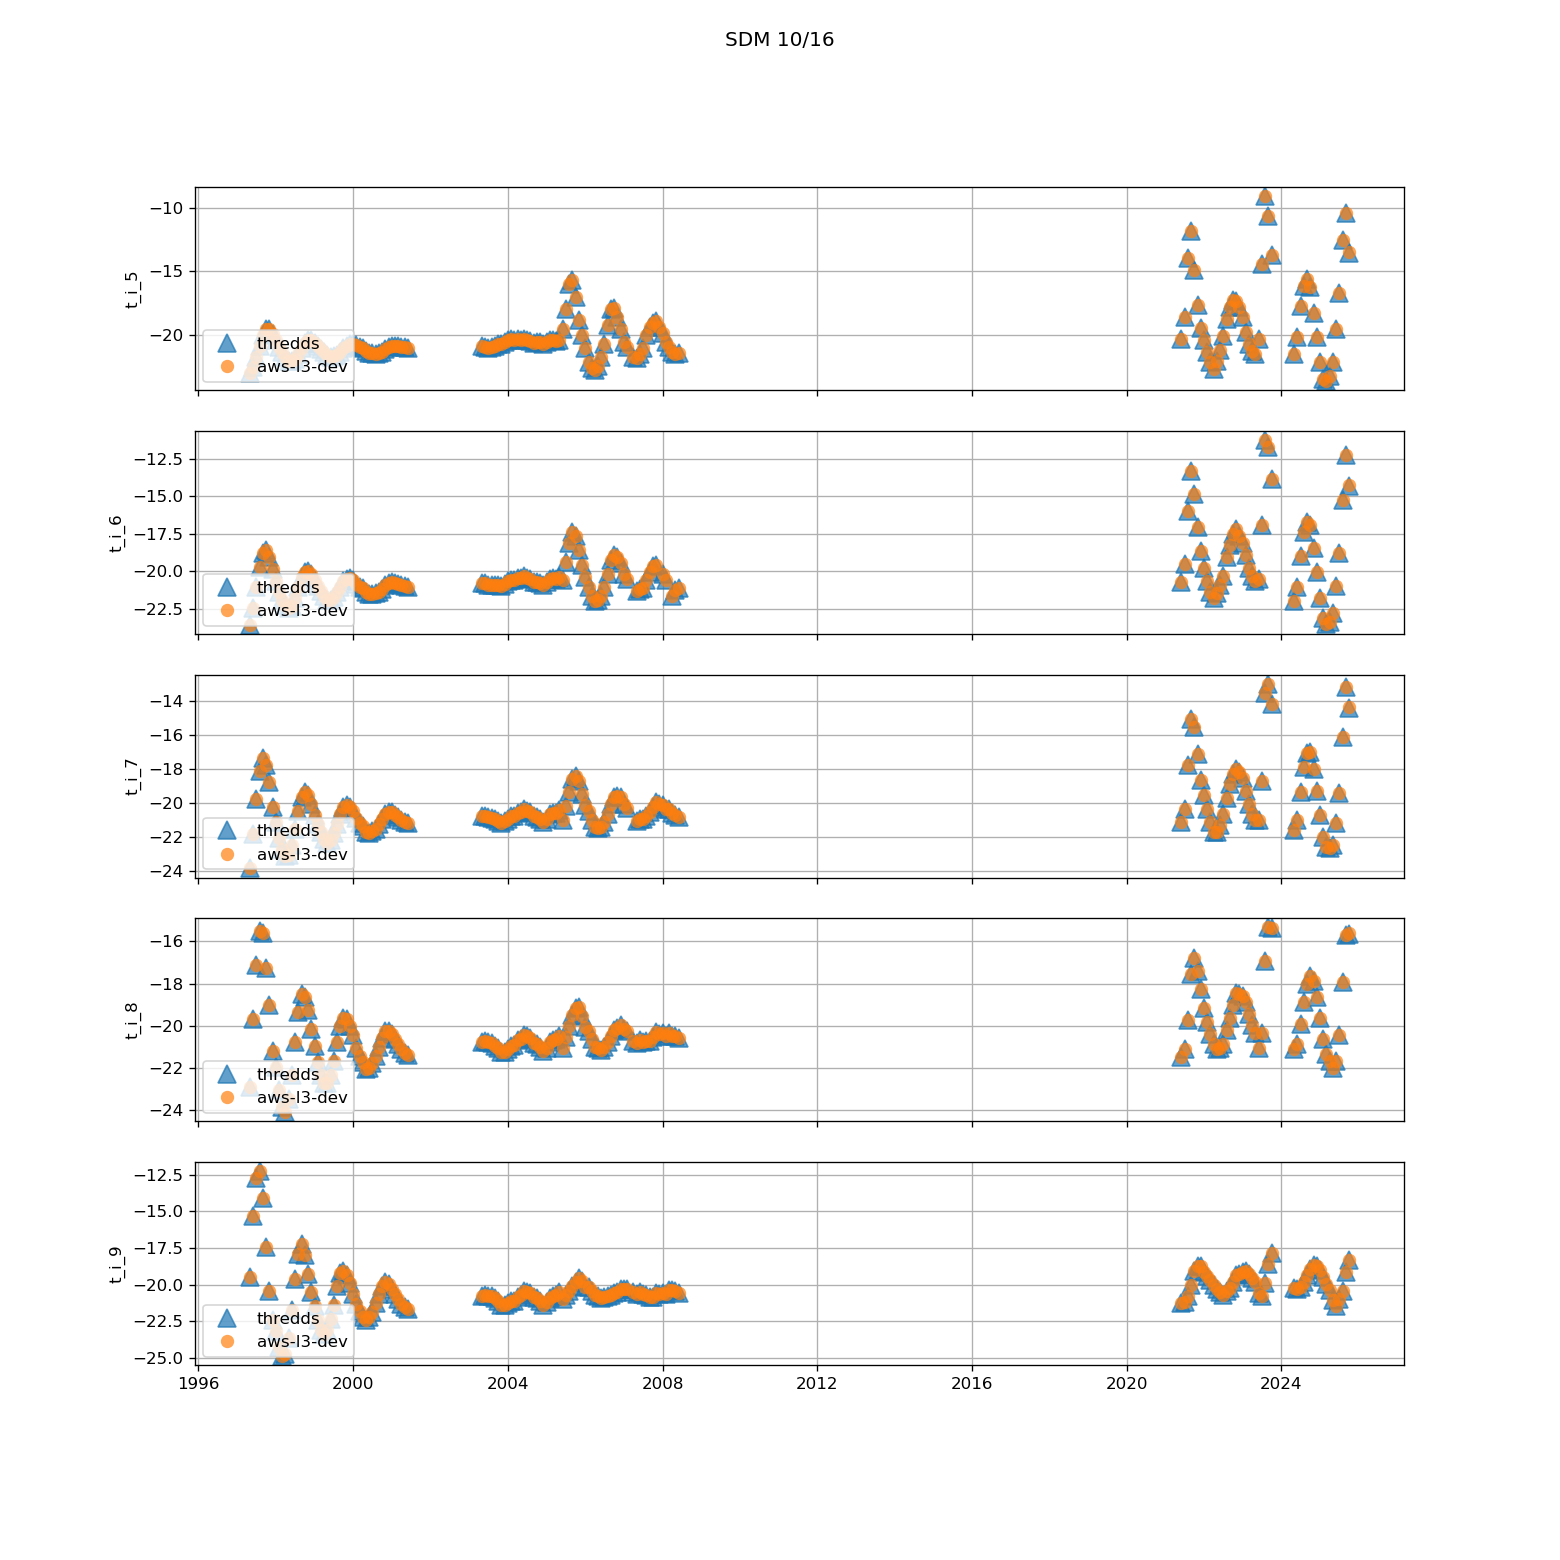 SDM 10/16
−10
−15
−20
t_i_5
thredds
aws-l3-dev
−12.5
−15.0
−17.5
−20.0
−22.5
t_i_6
thredds
aws-l3-dev
−14
−16
−18
−20
−22
−24
t_i_7
thredds
aws-l3-dev
−16
−18
−20
−22
−24
t_i_8
thredds
aws-l3-dev
−12.5
−15.0
−17.5
−20.0
−22.5
−25.0
t_i_9
thredds
aws-l3-dev
1996 2000 2004 2008 2012 2016 2020 2024